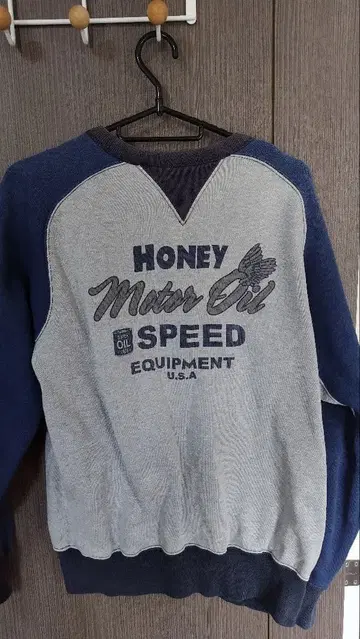 HONEY
Motor Oil
OIL
SPEED
EQUIPMENT
U.S.A